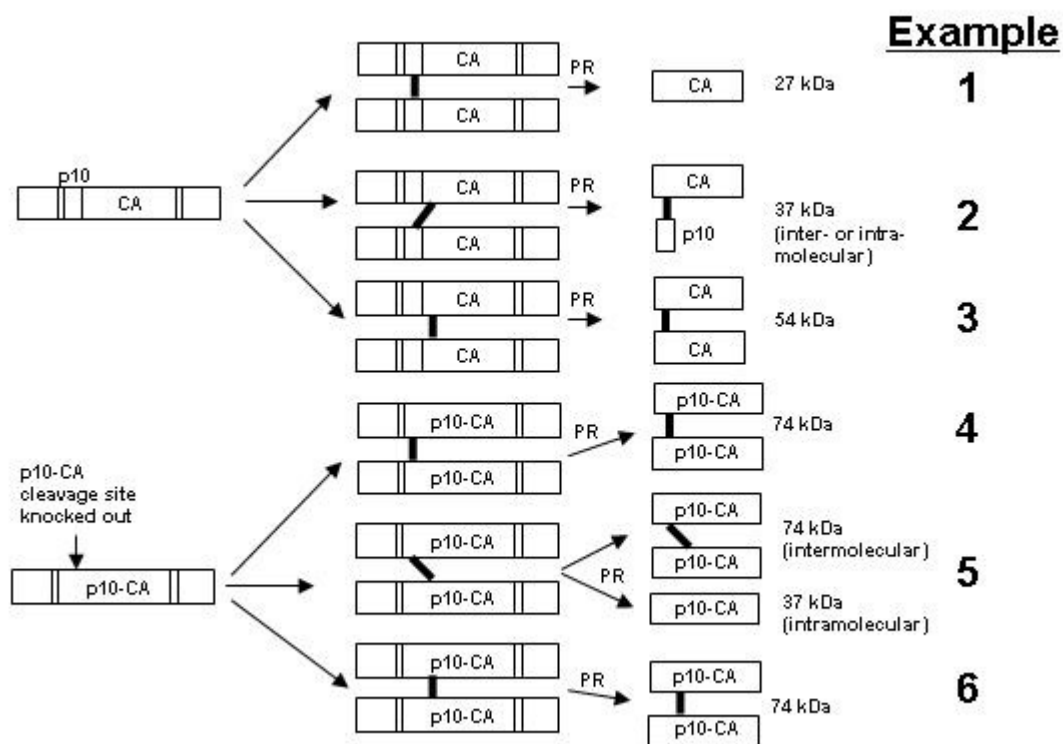 Example
CA
CA
PR
CA
27 kDa
1
p10
CA
CA
CA
PR
CA
p10
37 kDa
(inter- or intra-
molecular)
2
CA
CA
PR
CA
CA
54 kDa
3
p10-CA
p10-CA
PR
p10-CA
p10-CA
74 kDa
4
p10-CA
cleavage site
knocked out
p10-CA
p10-CA
p10-CA
PR
p10-CA
p10-CA
74 kDa
(intermolecular)
p10-CA
37 kDa
(intramolecular)
5
p10-CA
p10-CA
PR
p10-CA
p10-CA
74 kDa
6